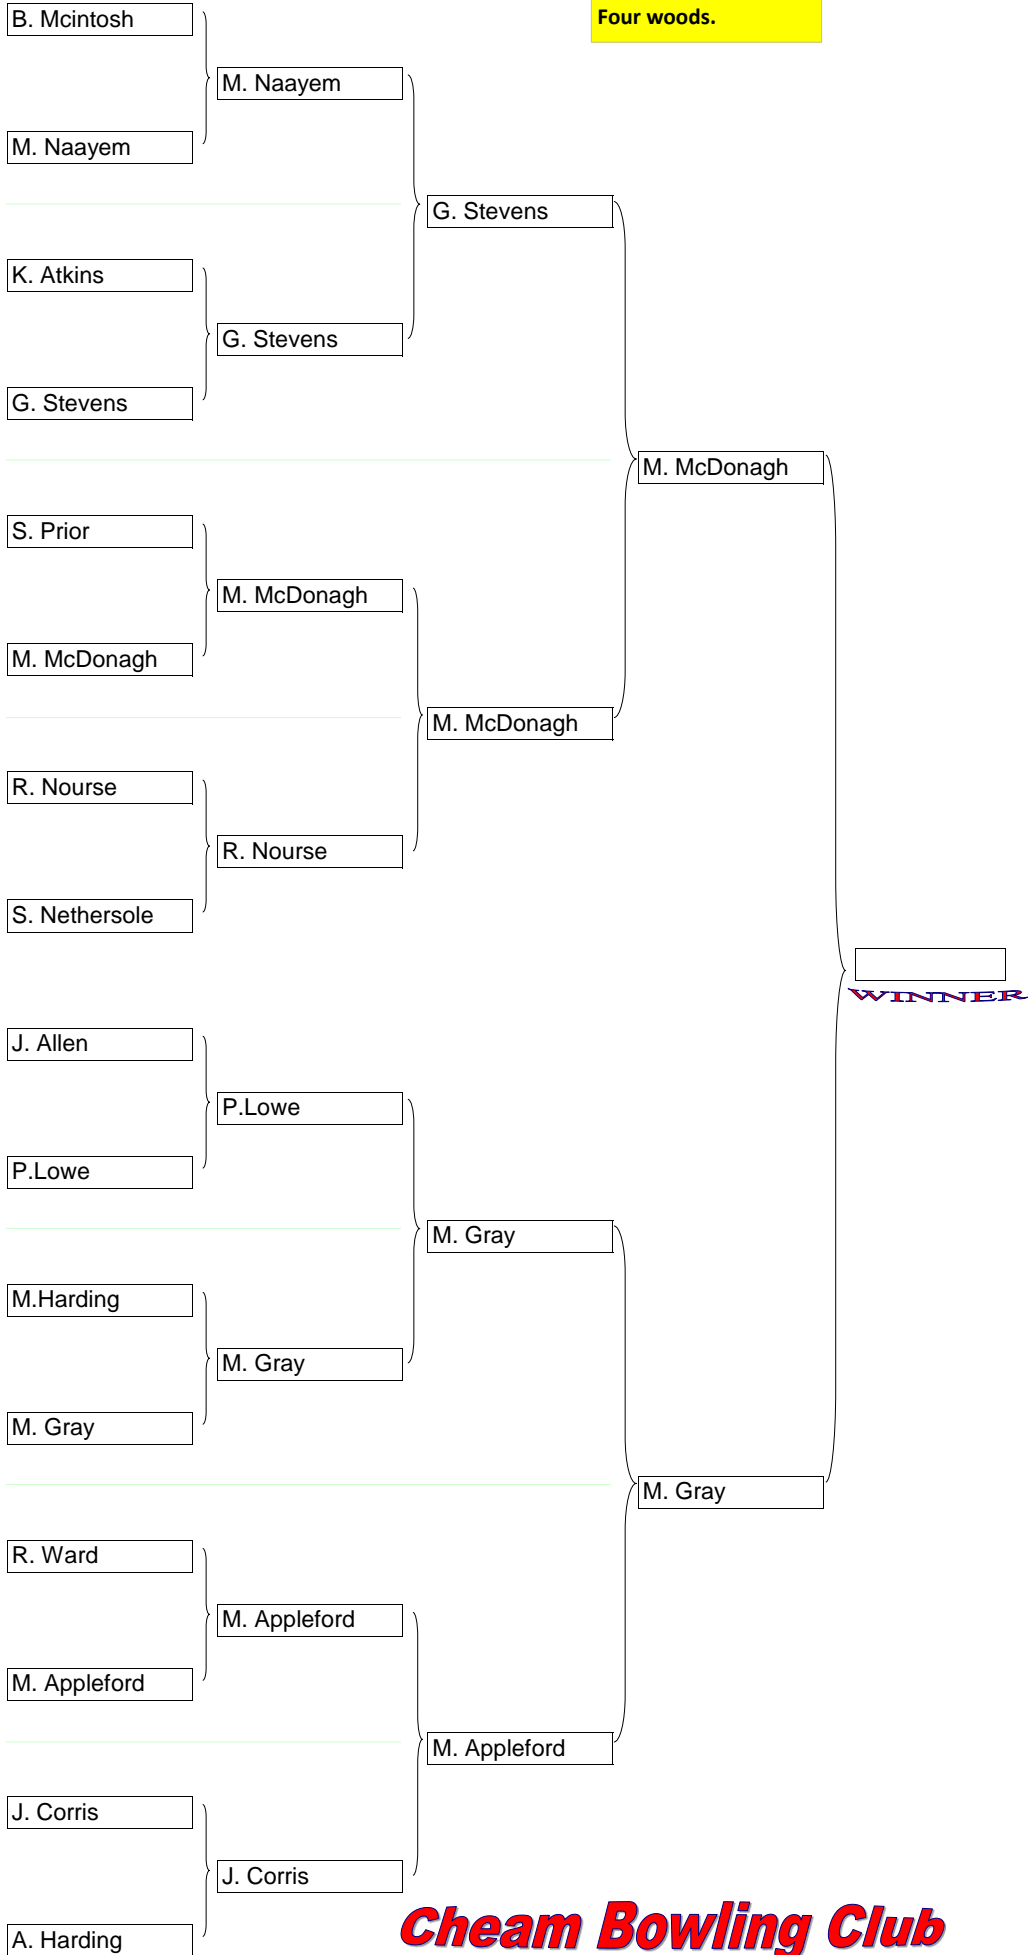 B. Mcintosh
Four woods.
M. Naayem
M. Naayem
G. Stevens
K. Atkins
G. Stevens
G. Stevens
M. McDonagh
S. Prior
M. McDonagh
M. McDonagh
M. McDonagh
R. Nourse
R. Nourse
S. Nethersole
WINNER
J. Allen
P.Lowe
P.Lowe
M. Gray
M.Harding
M. Gray
M. Gray
M. Gray
R. Ward
M. Appleford
M. Appleford
M. Appleford
J. Corris
J. Corris
Cheam Bowling Club
A. Harding